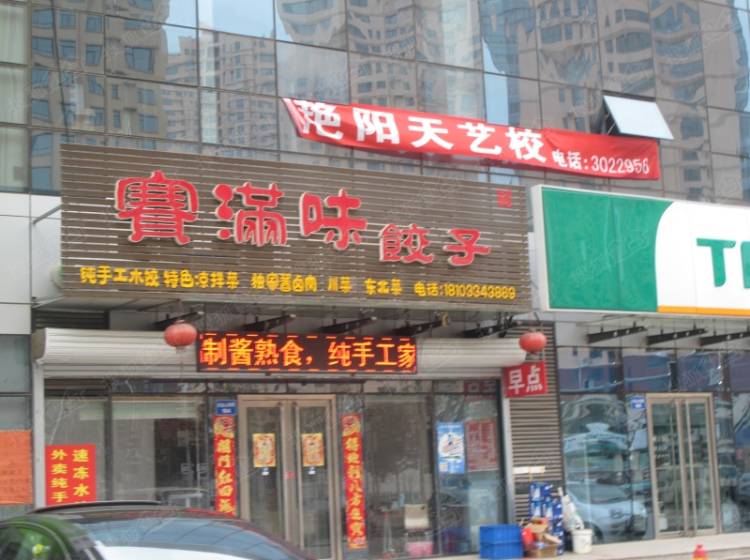 艳阳天艺校 电话:3022956
賽滿味餃子
纯手工水饺 特色:凉拌菜 独家酱卤肉 川菜 东北菜 电话:18103343889
制酱熟食，纯手工家
早点
速冻水
外卖纯手